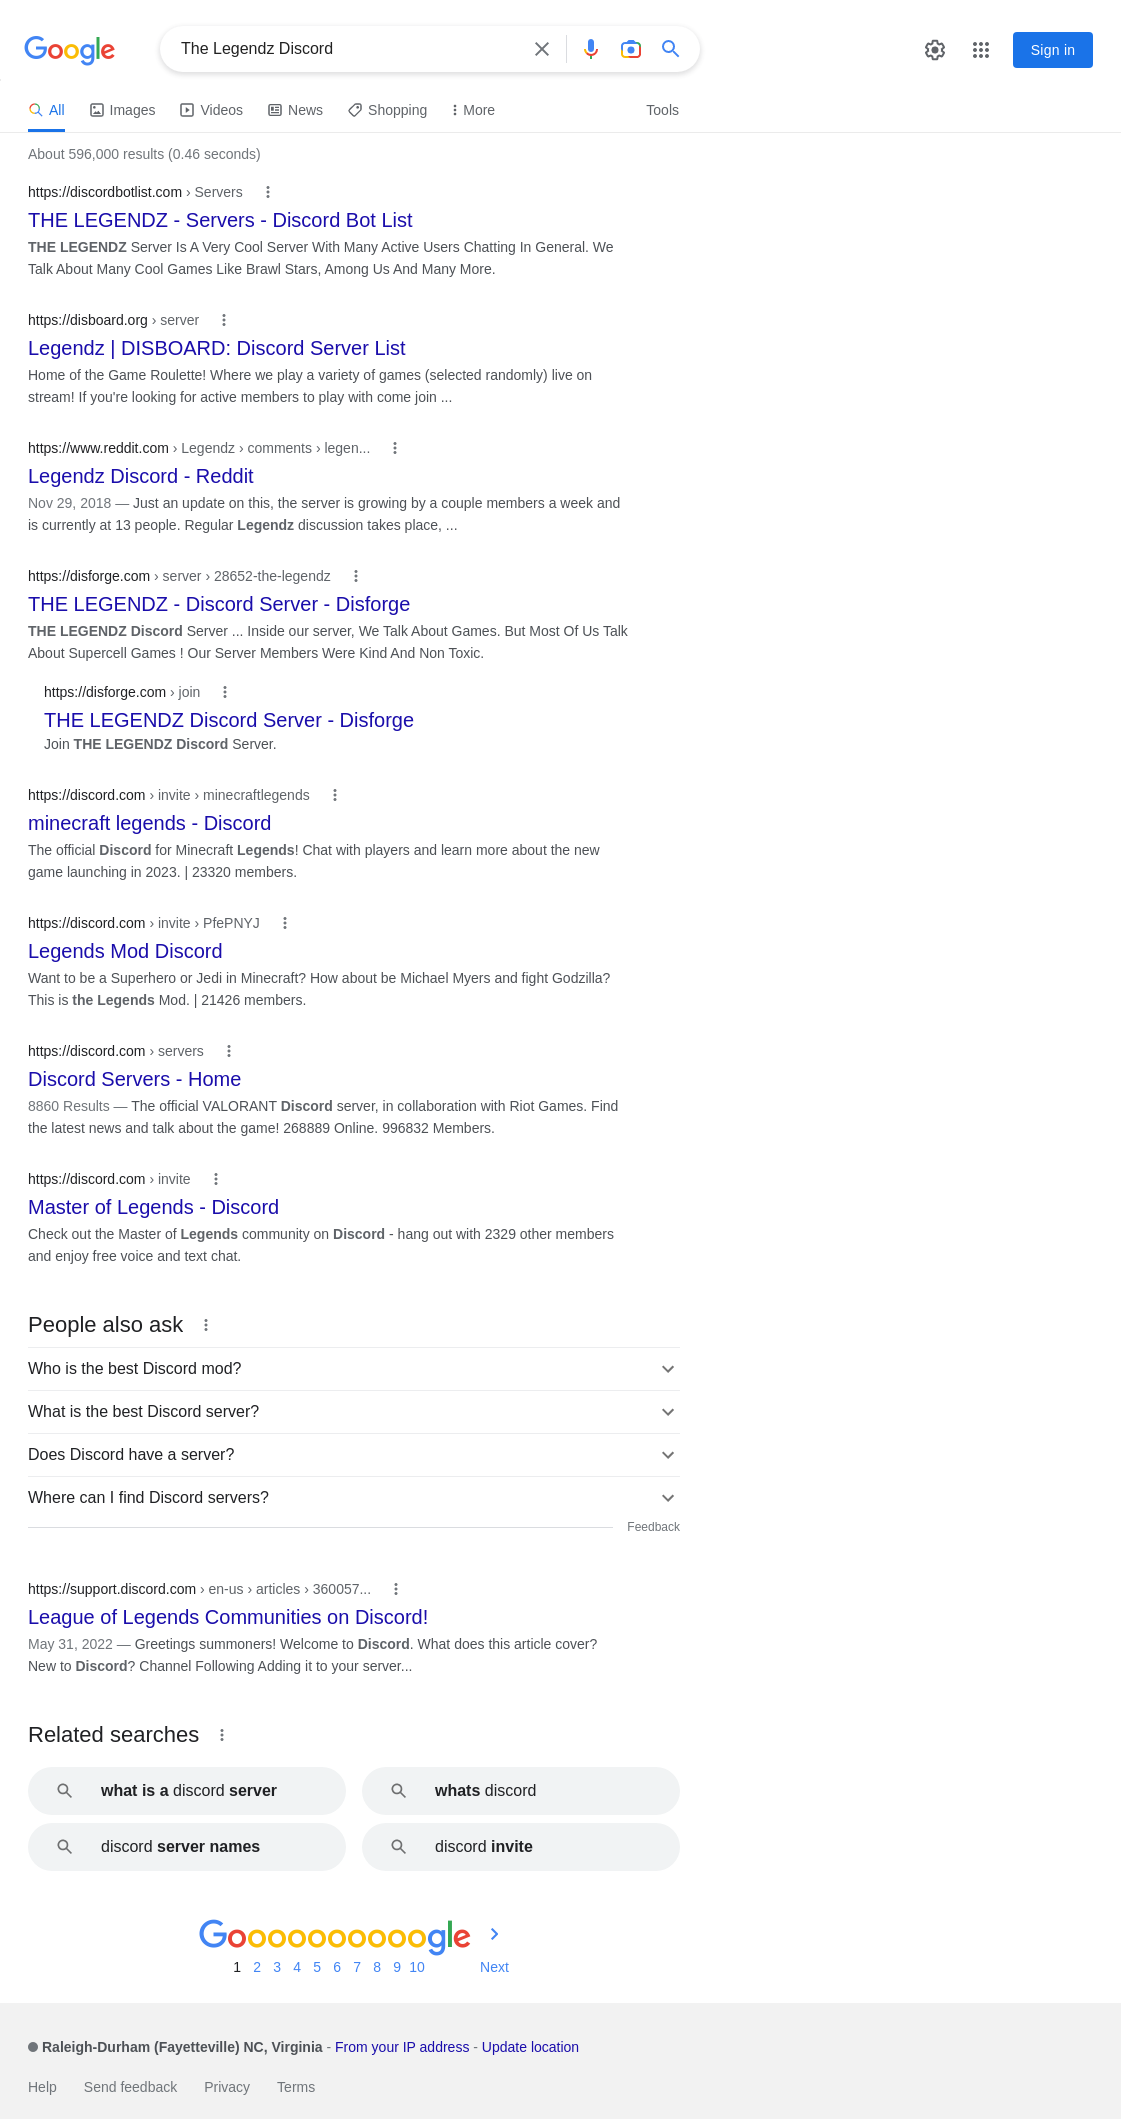 Google
The Legendz Discord
Sign in
All Images Videos News Shopping More Tools
About 596,000 results (0.46 seconds)
https://discordbotlist.com › Servers
THE LEGENDZ - Servers - Discord Bot List
THE LEGENDZ Server Is A Very Cool Server With Many Active Users Chatting In General. We
Talk About Many Cool Games Like Brawl Stars, Among Us And Many More.
https://disboard.org › server
Legendz | DISBOARD: Discord Server List
Home of the Game Roulette! Where we play a variety of games (selected randomly) live on
stream! If you're looking for active members to play with come join ...
https://www.reddit.com › Legendz › comments › legen...
Legendz Discord - Reddit
Nov 29, 2018 — Just an update on this, the server is growing by a couple members a week and
is currently at 13 people. Regular Legendz discussion takes place, ...
https://disforge.com › server › 28652-the-legendz
THE LEGENDZ - Discord Server - Disforge
THE LEGENDZ Discord Server ... Inside our server, We Talk About Games. But Most Of Us Talk
About Supercell Games ! Our Server Members Were Kind And Non Toxic.
https://disforge.com › join
THE LEGENDZ Discord Server - Disforge
Join THE LEGENDZ Discord Server.
https://discord.com › invite › minecraftlegends
minecraft legends - Discord
The official Discord for Minecraft Legends! Chat with players and learn more about the new
game launching in 2023. | 23320 members.
https://discord.com › invite › PfePNYJ
Legends Mod Discord
Want to be a Superhero or Jedi in Minecraft? How about be Michael Myers and fight Godzilla?
This is the Legends Mod. | 21426 members.
https://discord.com › servers
Discord Servers - Home
8860 Results — The official VALORANT Discord server, in collaboration with Riot Games. Find
the latest news and talk about the game! 268889 Online. 996832 Members.
https://discord.com › invite
Master of Legends - Discord
Check out the Master of Legends community on Discord - hang out with 2329 other members
and enjoy free voice and text chat.
People also ask
Who is the best Discord mod?
What is the best Discord server?
Does Discord have a server?
Where can I find Discord servers?
Feedback
https://support.discord.com › en-us › articles › 360057...
League of Legends Communities on Discord!
May 31, 2022 — Greetings summoners! Welcome to Discord. What does this article cover?
New to Discord? Channel Following Adding it to your server...
Related searches
what is a discord server
whats discord
discord server names
discord invite
Goooooooooogle
1 2 3 4 5 6 7 8 9 10 Next
Raleigh-Durham (Fayetteville) NC, Virginia - From your IP address - Update location
Help Send feedback Privacy Terms